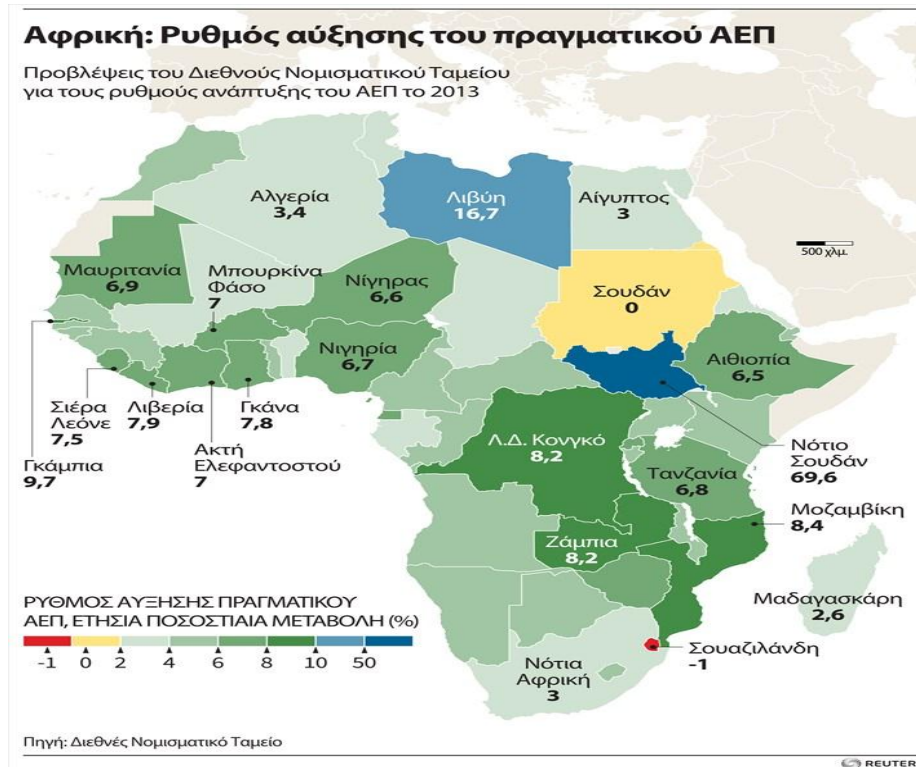 Αφρική: Ρυθμός αύξησης του πραγματικού ΑΕΠ
Προβλέψεις του Διεθνούς Νομισματικού Ταμείου
για τους ρυθμούς ανάπτυξης του ΑΕΠ το 2013
Αλγερία
3,4
Λιβύη
16,7
Αίγυπτος
3
500 χλμ.
Μαυριτανία
6,9
Μπουρκίνα
Φάσο
7
Νίγηρας
6,6
Σουδάν
0
Νιγηρία
6,7
Αιθιοπία
6,5
Σιέρα
Λεόνε
7,5
Λιβερία
7,9
Γκάνα
7,8
Ακτή
Ελεφαντοστού
7
Γκάμπια
9,7
Λ.Δ. Κονγκό
8,2
Νότιο
Σουδάν
69,6
Τανζανία
6,8
Μοζαμβίκη
8,4
Ζάμπια
8,2
Μαδαγασκάρη
2,6
Σουαζιλάνδη
-1
Νότια
Αφρική
3
ΡΥΘΜΟΣ ΑΥΞΗΣΗΣ ΠΡΑΓΜΑΤΙΚΟΥ
ΑΕΠ, ΕΤΗΣΙΑ ΠΟΣΟΣΤΙΑΙΑ ΜΕΤΑΒΟΛΗ (%)
-1 0 2 4 6 8 10 50
Πηγή: Διεθνές Νομισματικό Ταμείο
REUTER